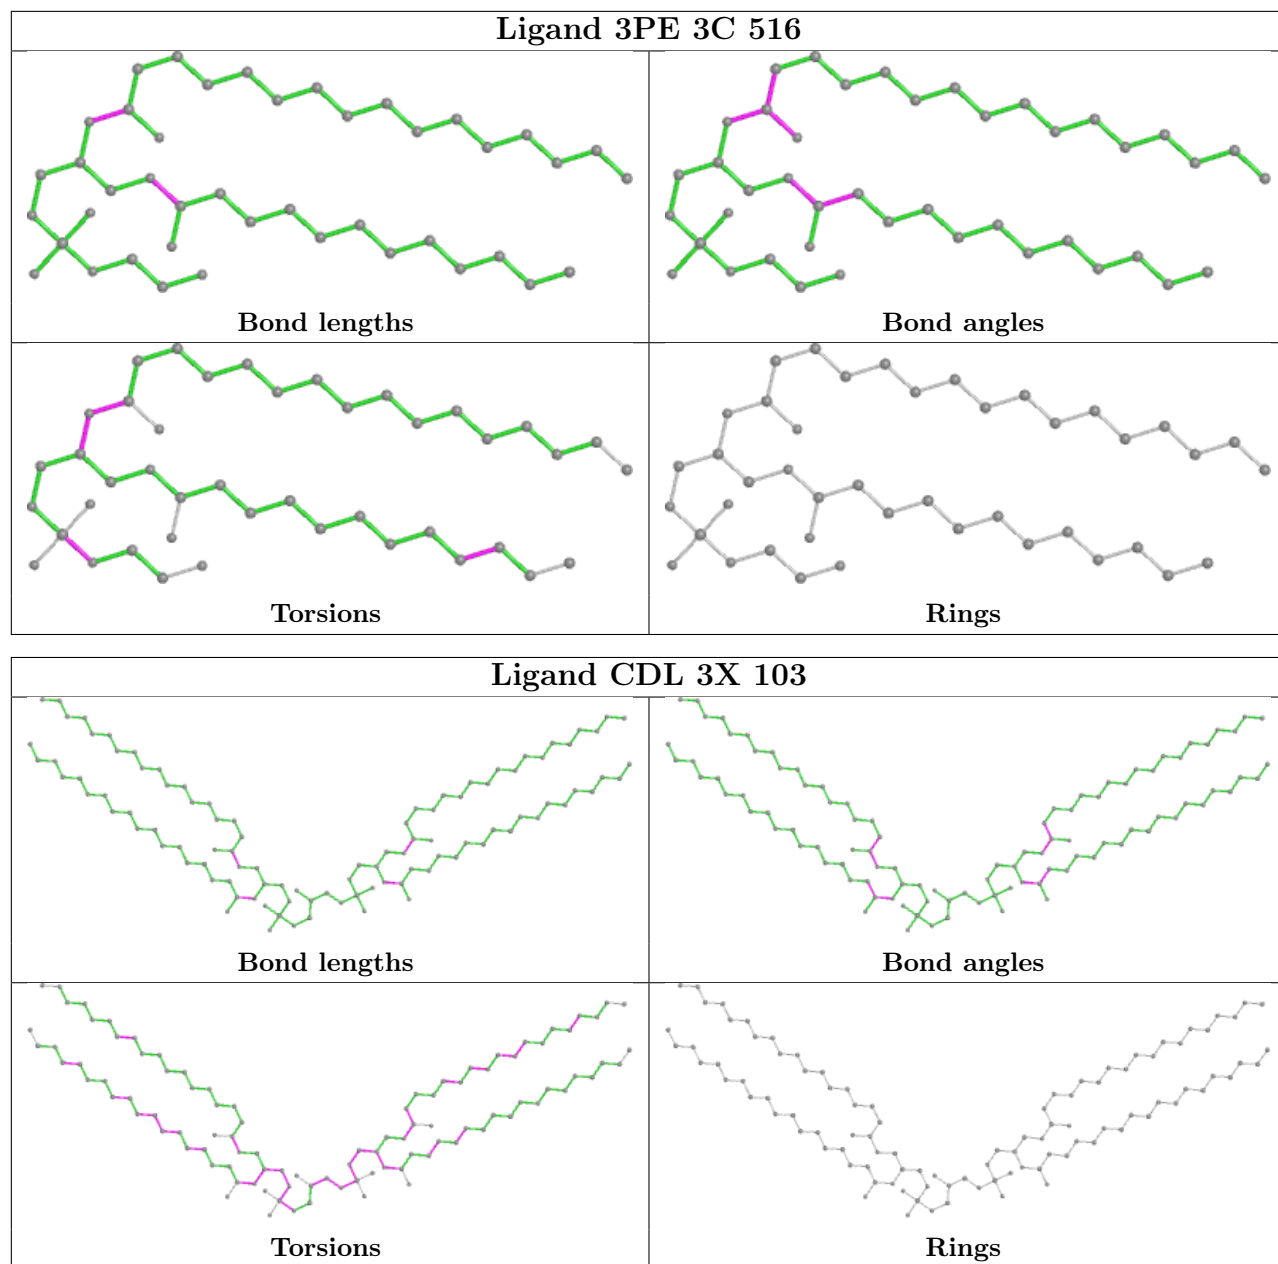 Ligand 3PE 3C 516
Bond lengths
Bond angles
Torsions
Rings
Ligand CDL 3X 103
Bond lengths
Bond angles
Torsions
Rings